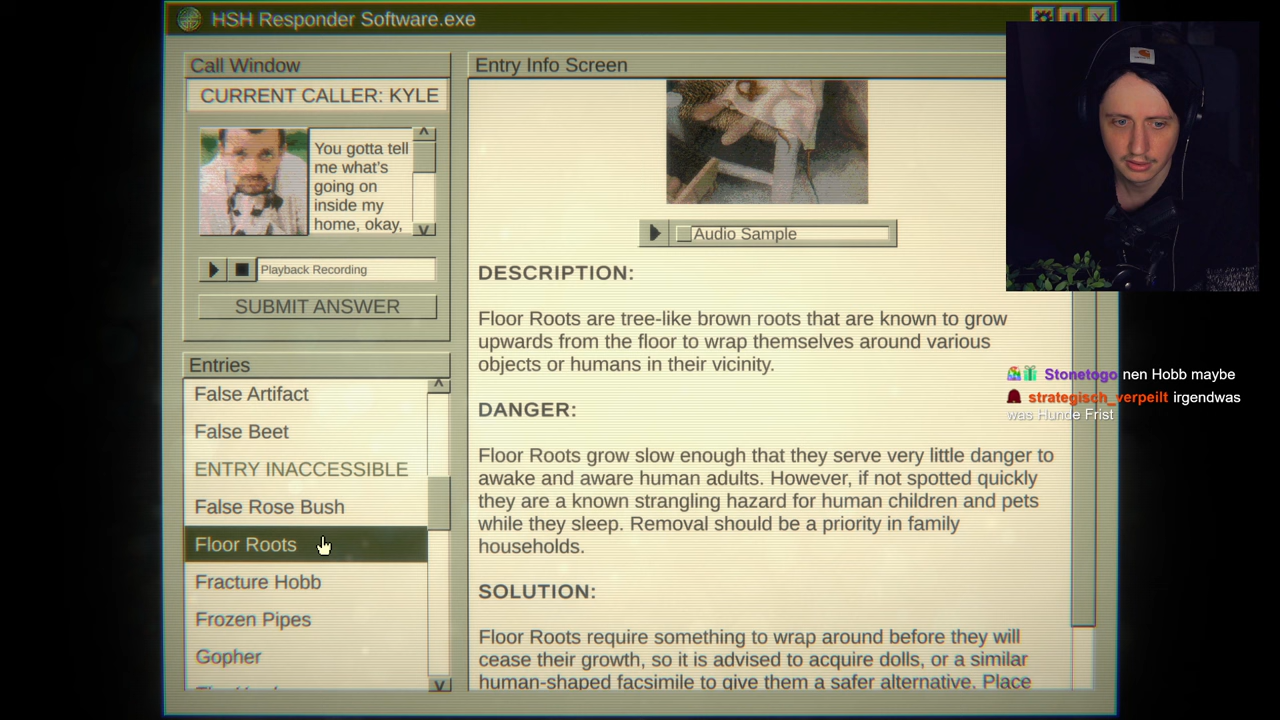 HSH Responder Software.exe
Call Window
CURRENT CALLER: KYLE
You gotta tell
me what's
going on
inside my
home, okay,
Playback Recording
SUBMIT ANSWER
Entries
False Artifact
False Beet
ENTRY INACCESSIBLE
False Rose Bush
Floor Roots
Fracture Hobb
Frozen Pipes
Gopher
Entry Info Screen
Audio Sample
DESCRIPTION:
Floor Roots are tree-like brown roots that are known to grow
upwards from the floor to wrap themselves around various
objects or humans in their vicinity.
DANGER:
Floor Roots grow slow enough that they serve very little danger to
awake and aware human adults. However, if not spotted quickly
they are a known strangling hazard for human children and pets
while they sleep. Removal should be a priority in family
households.
SOLUTION:
Floor Roots require something to wrap around before they will
cease their growth, so it is advised to acquire dolls, or a similar
human-shaped facsimile to give them a safer alternative. Place
Stonetogo nen Hobb maybe
strategisch_verpeilt irgendwas
was Hunde Frist